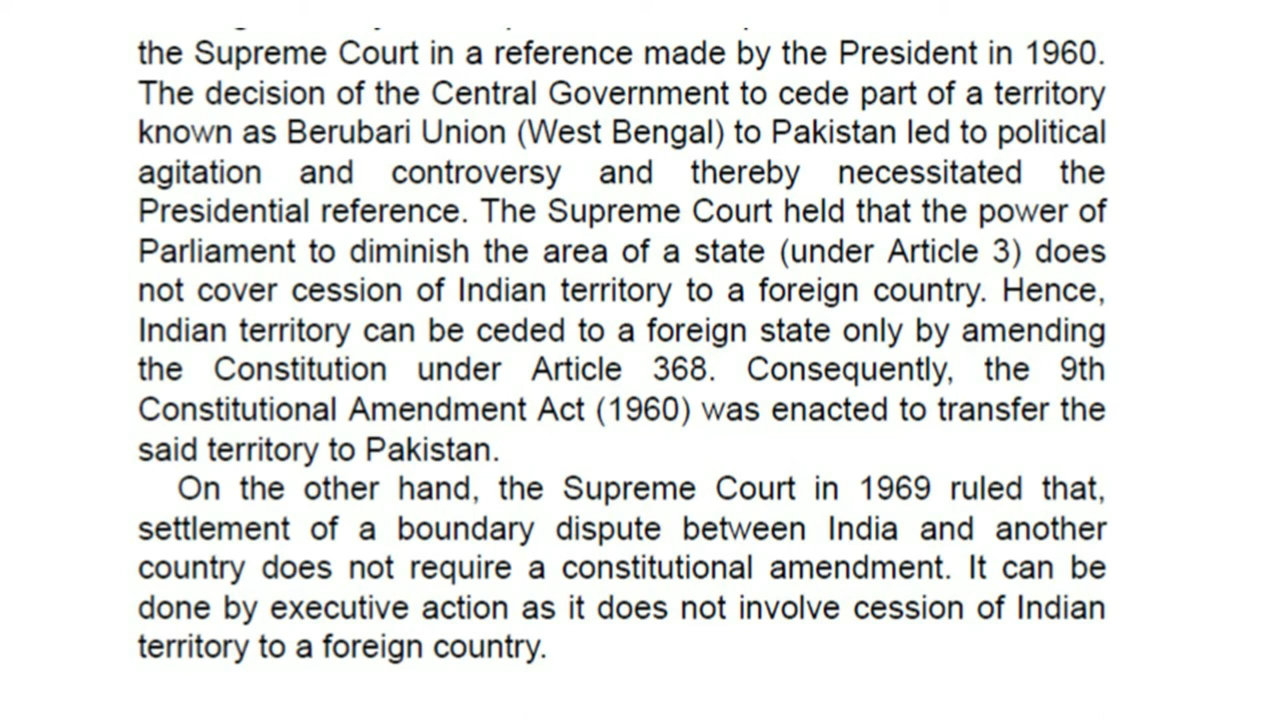 the Supreme Court in a reference made by the President in 1960.
The decision of the Central Government to cede part of a territory
known as Berubari Union (West Bengal) to Pakistan led to political
agitation and controversy and thereby necessitated the
Presidential reference. The Supreme Court held that the power of
Parliament to diminish the area of a state (under Article 3) does
not cover cession of Indian territory to a foreign country. Hence,
Indian territory can be ceded to a foreign state only by amending
the Constitution under Article 368. Consequently, the 9th
Constitutional Amendment Act (1960) was enacted to transfer the
said territory to Pakistan.
On the other hand, the Supreme Court in 1969 ruled that,
settlement of a boundary dispute between India and another
country does not require a constitutional amendment. It can be
done by executive action as it does not involve cession of Indian
territory to a foreign country.